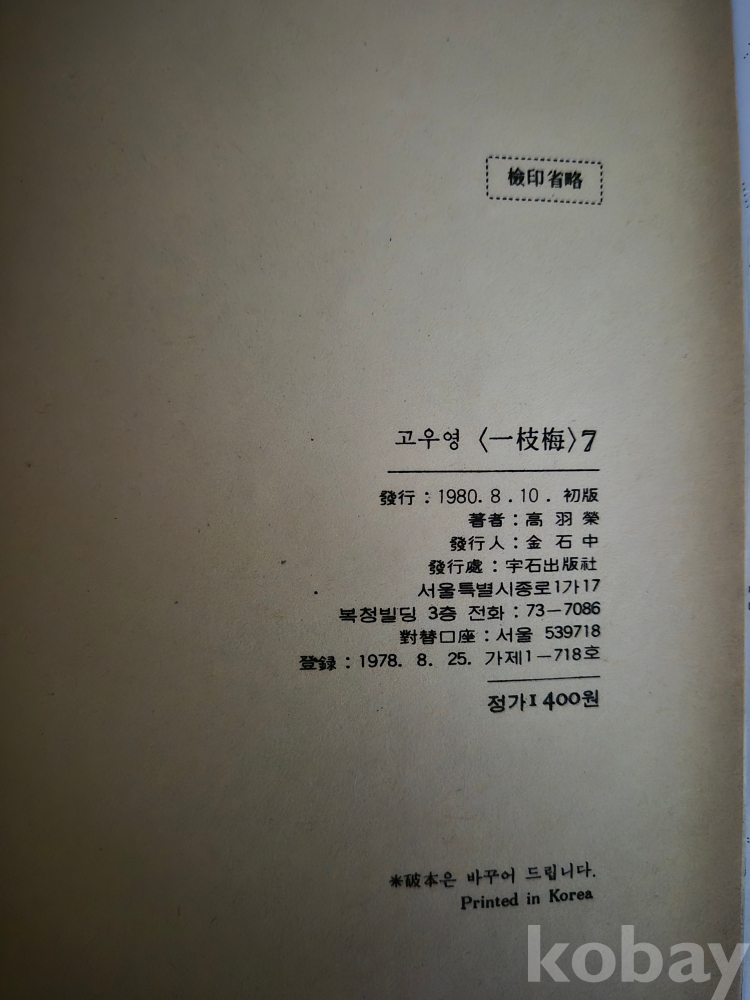 檢印省略
고우영 〈一枝梅〉7
發行 : 1980. 8. 10. 初版
著者 : 高羽榮
發行人 : 金石中
發行處 : 宇石出版社
서울特別시종로1가17
복청빌딩 3층 전화 : 73-7086
對替口座 : 서울 539718
登録 : 1978. 8. 25. 가제1-718호
정가1400원
※破本은 바꾸어 드립니다.
Printed in Korea
kobay